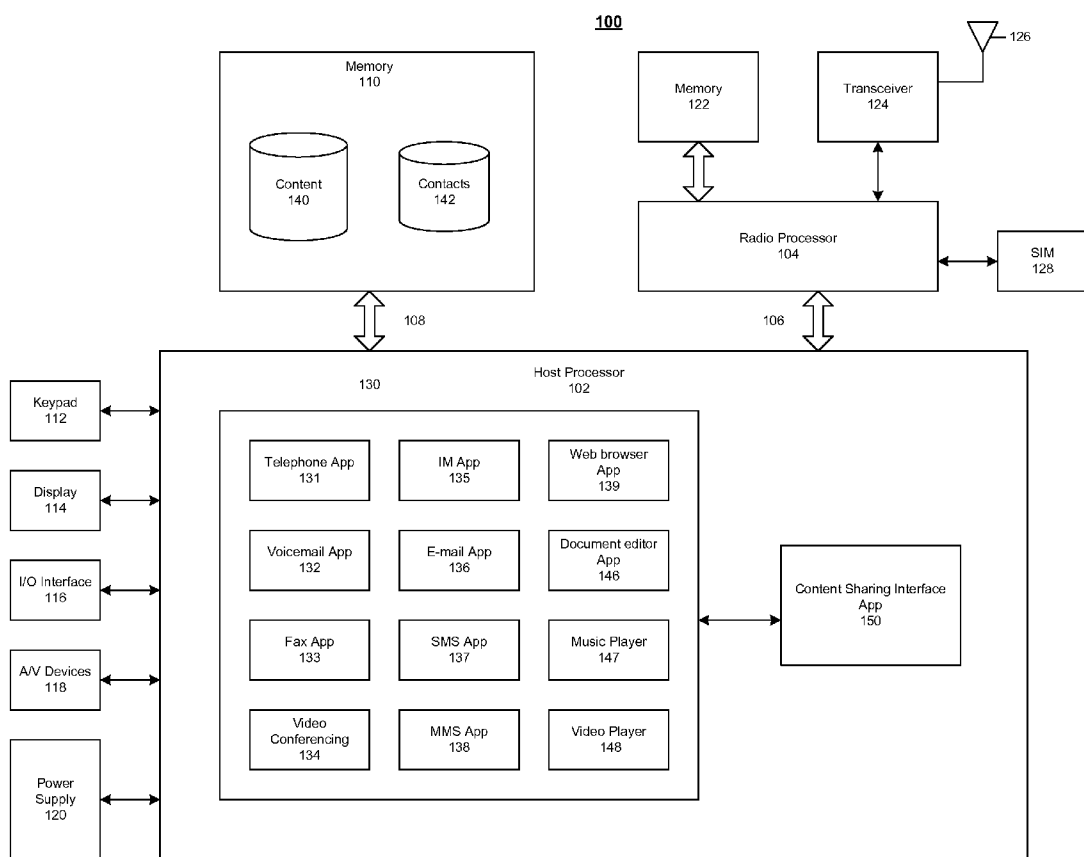 100
126
Memory
110
Content
140
Contacts
142
Memory
122
Transceiver
124
Radio Processor
104
SIM
128
108
106
130
Host Processor
102
Keypad
112
Display
114
I/O Interface
116
A/V Devices
118
Power
Supply
120
Telephone App
131
IM App
135
Web browser
App
139
Voicemail App
132
E-mail App
136
Document editor
App
146
Fax App
133
SMS App
137
Music Player
147
Video
Conferencing
134
MMS App
138
Video Player
148
Content Sharing Interface
App
150